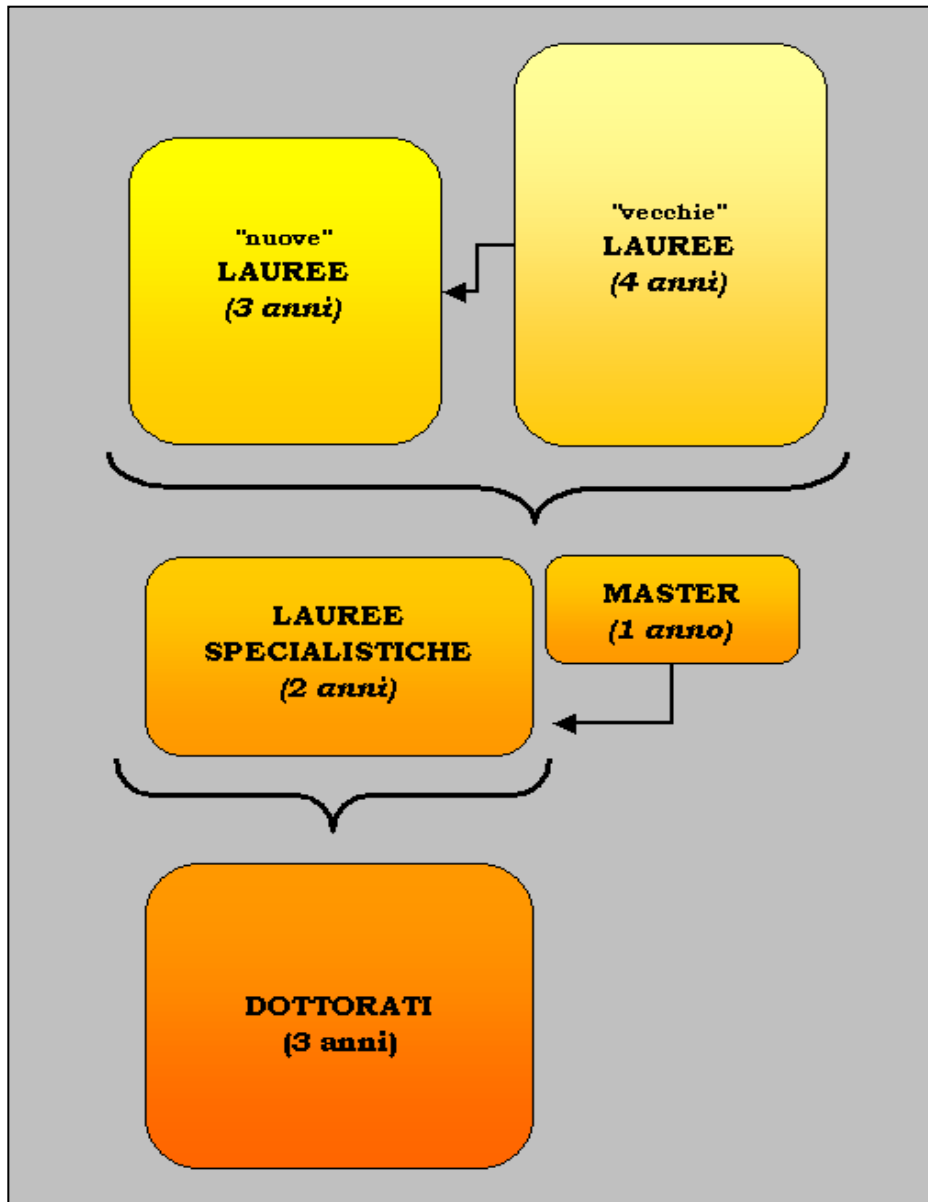 "nuove"
LAUREE
(3 anni)
"vecchie"
LAUREE
(4 anni)
LAUREE
SPECIALISTICHE
(2 anni)
MASTER
(1 anno)
DOTTORATI
(3 anni)